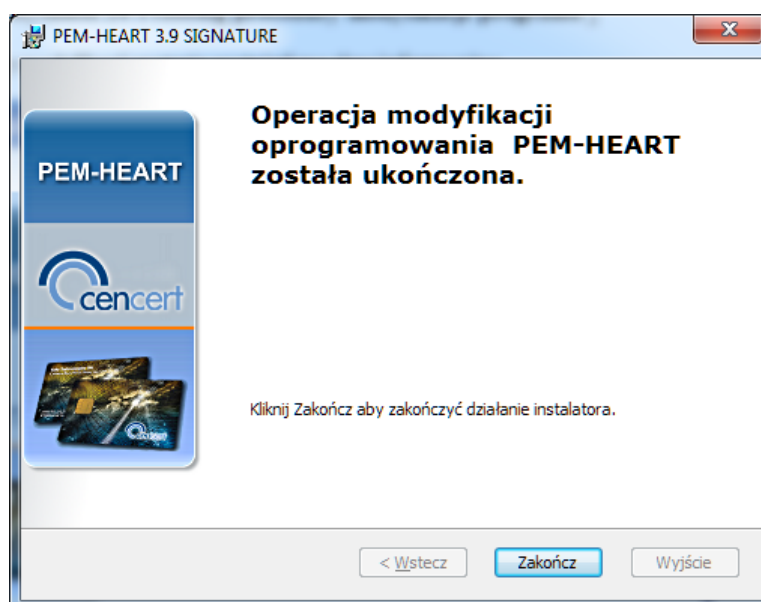 PEM-HEART 3.9 SIGNATURE
Operacja modyfikacji
oprogramowania PEM-HEART
została ukończona.
PEM-HEART
cencert
Kliknij Zakończ aby zakończyć działanie instalatora.
< Wstecz
Zakończ
Wyjście